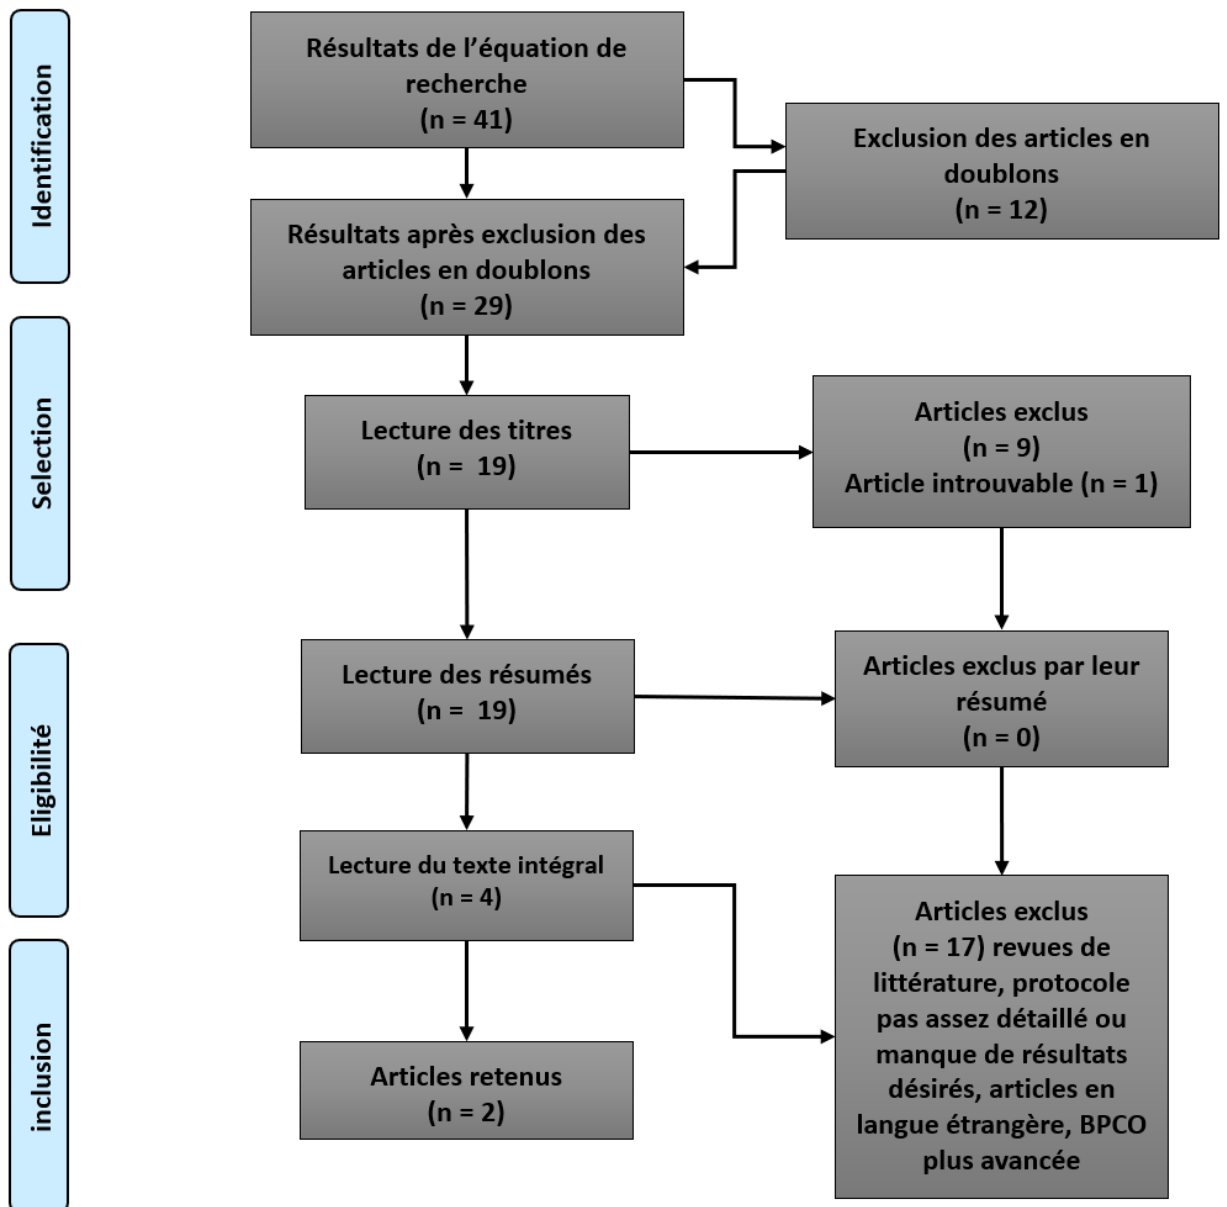 Identification
Résultats de l'équation de
recherche
(n = 41)
Exclusion des articles en
doublons
(n = 12)
Résultats après exclusion des
articles en doublons
(n = 29)
Selection
Lecture des titres
(n =  19)
Articles exclus
(n = 9)
Article introuvable (n = 1)
Eligibilité
Lecture des résumés
(n =  19)
Articles exclus par leur
résumé
(n = 0)
Lecture du texte intégral
(n = 4)
Articles exclus
(n = 17) revues de
littérature, protocole
pas assez détaillé ou
manque de résultats
désirés, articles en
langue étrangère, BPCO
plus avancée
inclusion
Articles retenus
(n = 2)